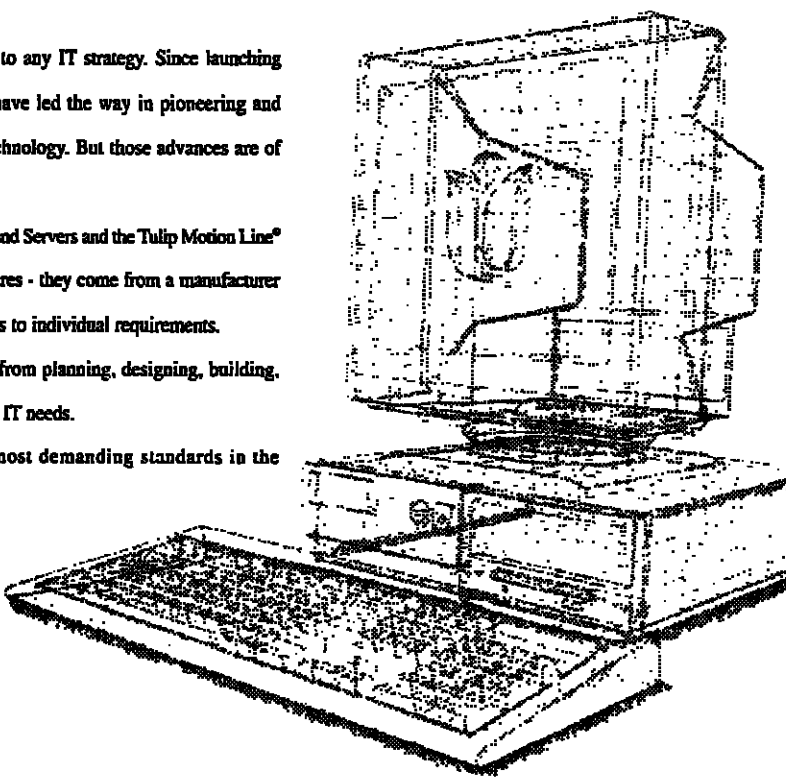 to any IT strategy. Since launching
have led the way in pioneering and
chnology. But those advances are of
nd Servers and the Tulip Motion Line®
res - they come from a manufacturer
s to individual requirements.
from planning, designing, building,
IT needs.
most demanding standards in the